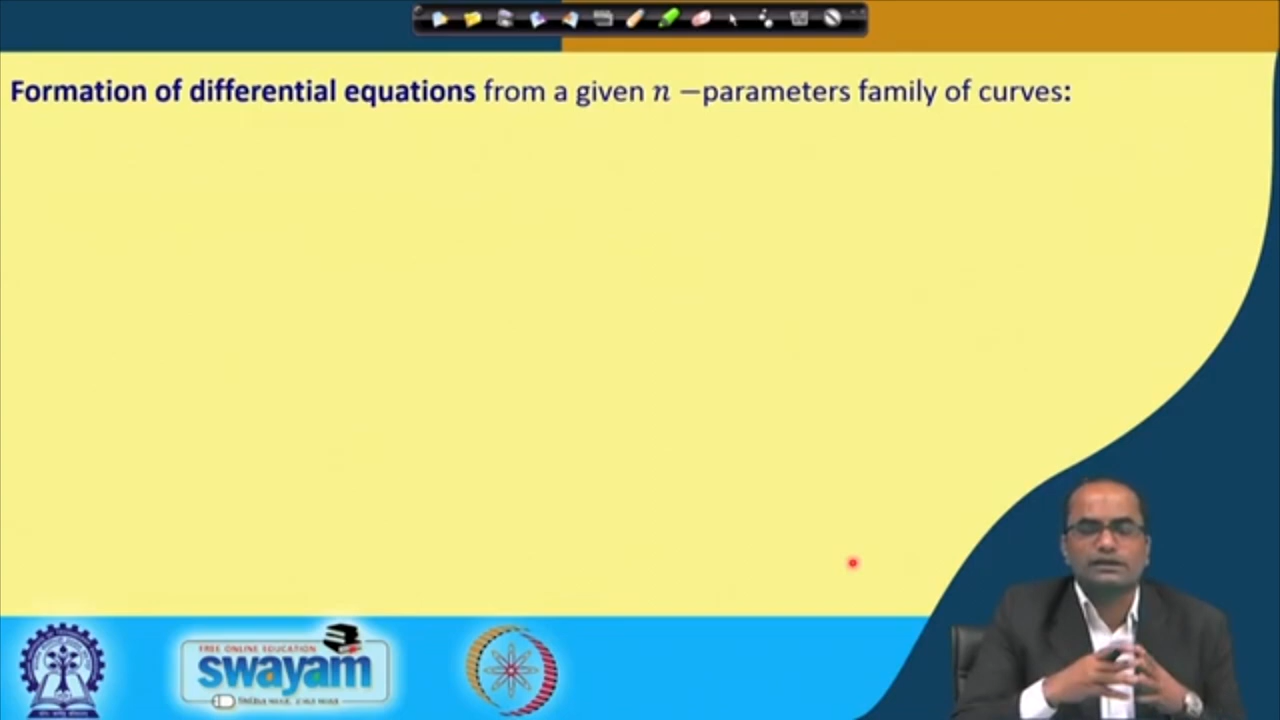 Formation of differential equations from a given n −parameters family of curves:
FREE ONLINE EDUCATION
swayam